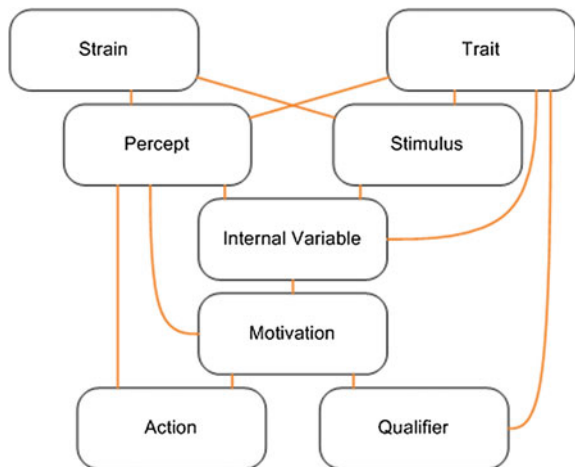 Strain
Trait
Percept
Stimulus
Internal Variable
Motivation
Action
Qualifier